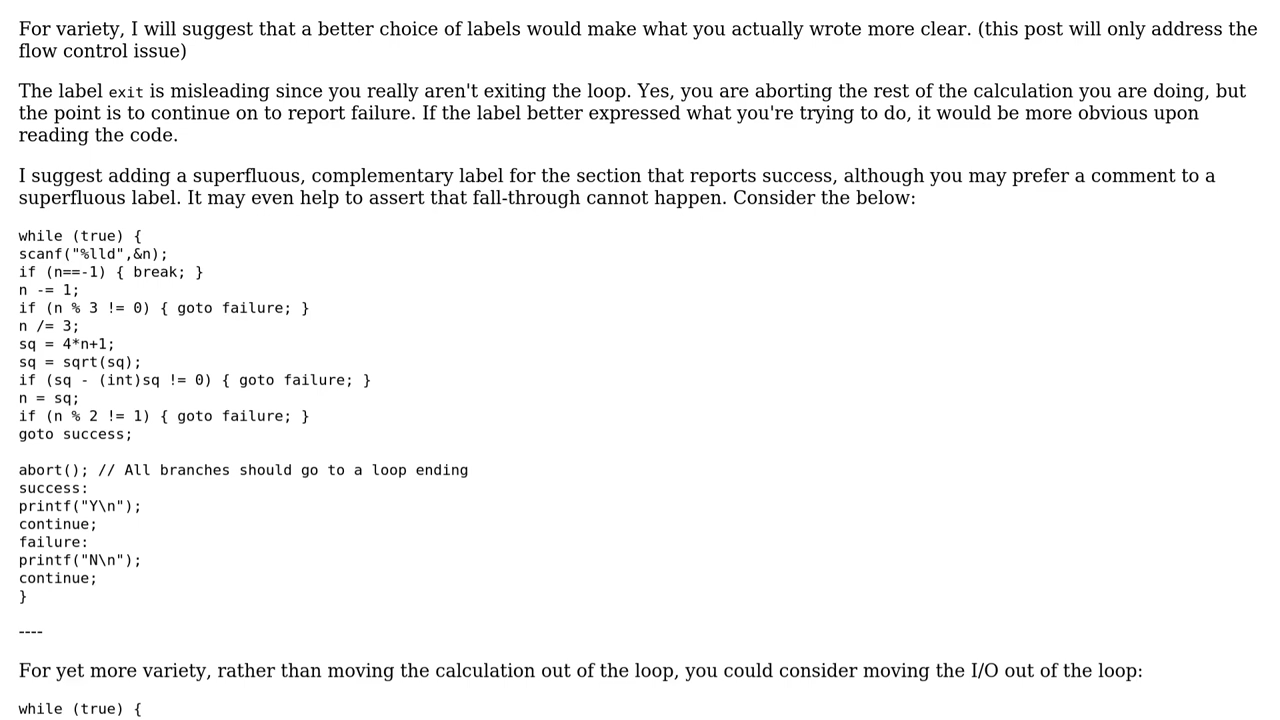 For variety, I will suggest that a better choice of labels would make what you actually wrote more clear. (this post will only address the
flow control issue)
The label exit is misleading since you really aren't exiting the loop. Yes, you are aborting the rest of the calculation you are doing, but
the point is to continue on to report failure. If the label better expressed what you're trying to do, it would be more obvious upon
reading the code.
I suggest adding a superfluous, complementary label for the section that reports success, although you may prefer a comment to a
superfluous label. It may even help to assert that fall-through cannot happen. Consider the below:
while (true) {
scanf("%lld",&n);
if (n==-1) { break; }
n -= 1;
if (n % 3 != 0) { goto failure; }
n /= 3;
sq = 4*n+1;
sq = sqrt(sq);
if (sq - (int)sq != 0) { goto failure; }
n = sq;
if (n % 2 != 1) { goto failure; }
goto success;
abort(); // All branches should go to a loop ending
success:
printf("Y\n");
continue;
failure:
printf("N\n");
continue;
}
----
For yet more variety, rather than moving the calculation out of the loop, you could consider moving the I/O out of the loop:
while (true) {